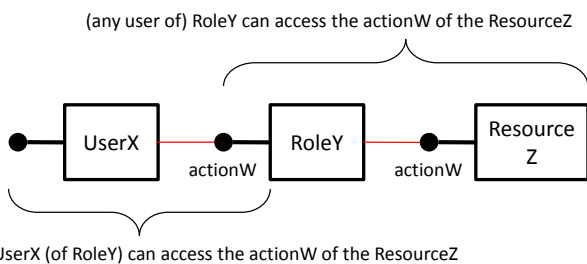 (any user of) RoleY can access the actionW of the ResourceZ
UserX
RoleY
Resource
Z
actionW
actionW
UserX (of RoleY) can access the actionW of the ResourceZ